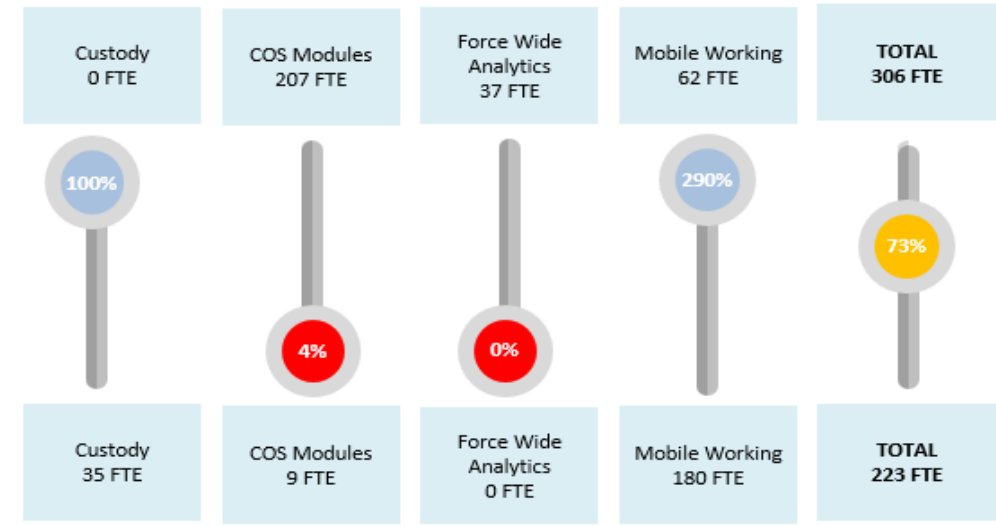 Custody
0 FTE
COS Modules
207 FTE
Force Wide
Analytics
37 FTE
Mobile Working
62 FTE
TOTAL
306 FTE
100%
4%
0%
290%
73%
Custody
35 FTE
COS Modules
9 FTE
Force Wide
Analytics
0 FTE
Mobile Working
180 FTE
TOTAL
223 FTE